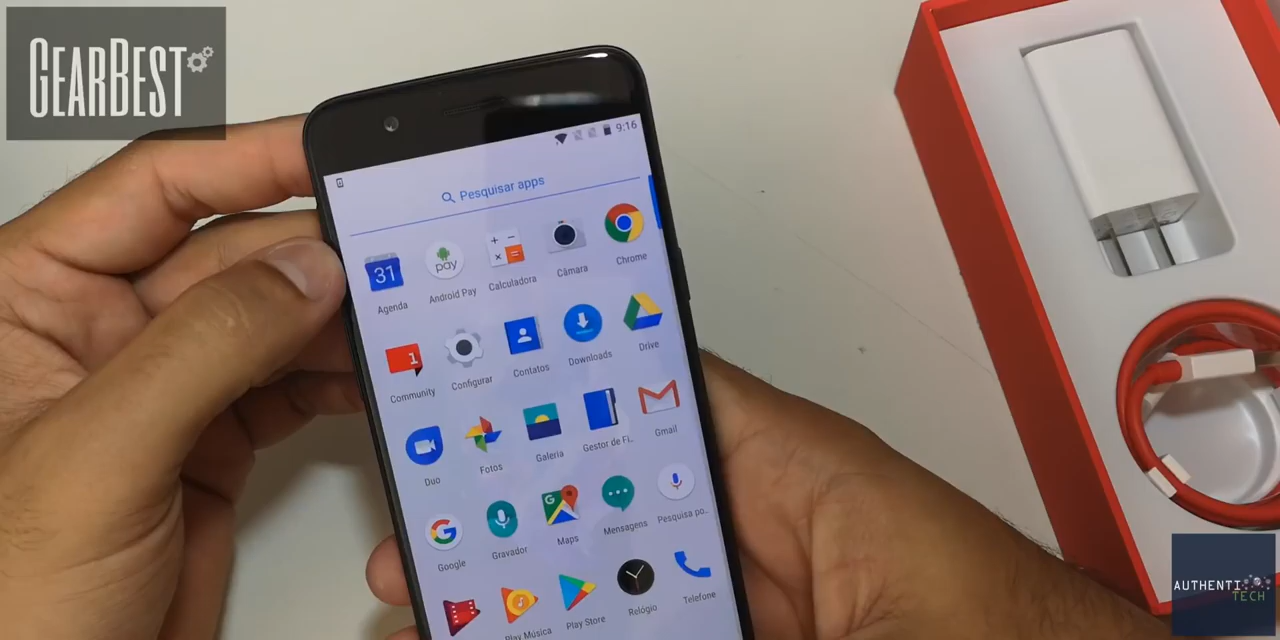 GEARBEST
9:16
Pesquisar apps
31
Agenda
pay
Android Pay
Calculadora
Câmara
Chrome
1
Community
Configurar
Contatos
Downloads
Drive
Duo
Fotos
Galeria
Gestor de Fi...
Gmail
G
Google
Gravador
Maps
Mensagens
Pesquisa po...
Play Música
Play Store
Relógio
Telefone
AUTHENTI
TECH